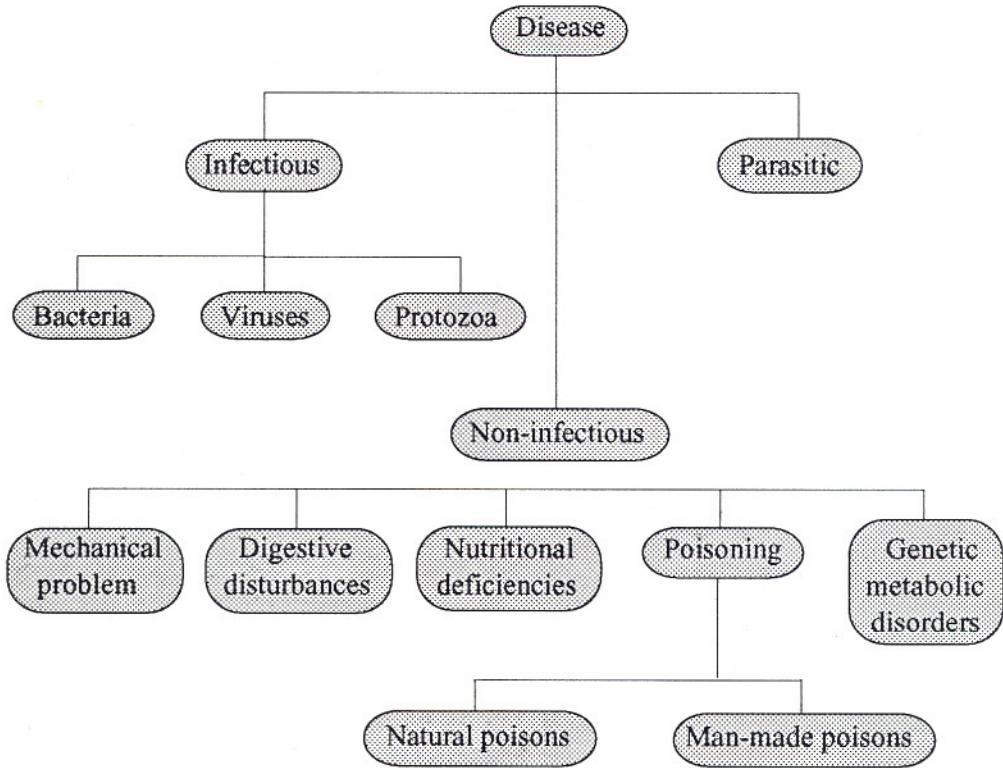 Disease
Infectious
Parasitic
Bacteria
Viruses
Protozoa
Non-infectious
Mechanical
problem
Digestive
disturbances
Nutritional
deficiencies
Poisoning
Genetic
metabolic
disorders
Natural poisons
Man-made poisons